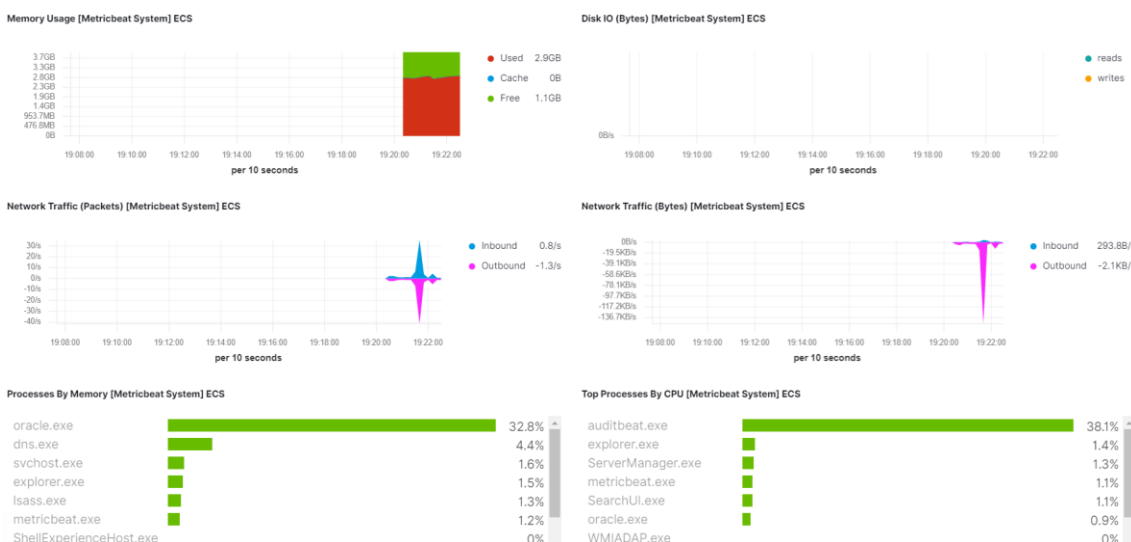 Memory Usage [Metricbeat System] ECS
3.7GB
3.3GB
2.8GB
2.3GB
1.9GB
1.4GB
953.7MB
476.8MB
0B
19:08:00 19:10:00 19:12:00 19:14:00 19:16:00 19:18:00 19:20:00 19:22:00
per 10 seconds
Used 2.9GB
Cache 0B
Free 1.1GB
Disk IO (Bytes) [Metricbeat System] ECS
0B/s
19:08:00 19:10:00 19:12:00 19:14:00 19:16:00 19:18:00 19:20:00 19:22:00
per 10 seconds
reads
writes
Network Traffic (Packets) [Metricbeat System] ECS
30/s
20/s
10/s
0/s
-10/s
-20/s
-30/s
-40/s
19:08:00 19:10:00 19:12:00 19:14:00 19:16:00 19:18:00 19:20:00 19:22:00
per 10 seconds
Inbound 0.8/s
Outbound -1.3/s
Network Traffic (Bytes) [Metricbeat System] ECS
0B/s
-19.5KB/s
-39.1KB/s
-58.6KB/s
-78.1KB/s
-97.7KB/s
-117.2KB/s
-136.7KB/s
19:08:00 19:10:00 19:12:00 19:14:00 19:16:00 19:18:00 19:20:00 19:22:00
per 10 seconds
Inbound 293.8B/
Outbound -2.1KB/
Processes By Memory [Metricbeat System] ECS
oracle.exe 32.8%
dns.exe 4.4%
svchost.exe 1.6%
explorer.exe 1.5%
lsass.exe 1.3%
metricbeat.exe 1.2%
ShellExperienceHost.exe 0%
Top Processes By CPU [Metricbeat System] ECS
auditbeat.exe 38.1%
explorer.exe 1.4%
ServerManager.exe 1.3%
metricbeat.exe 1.1%
SearchUI.exe 1.1%
oracle.exe 0.9%
WMIADAP.exe 0%